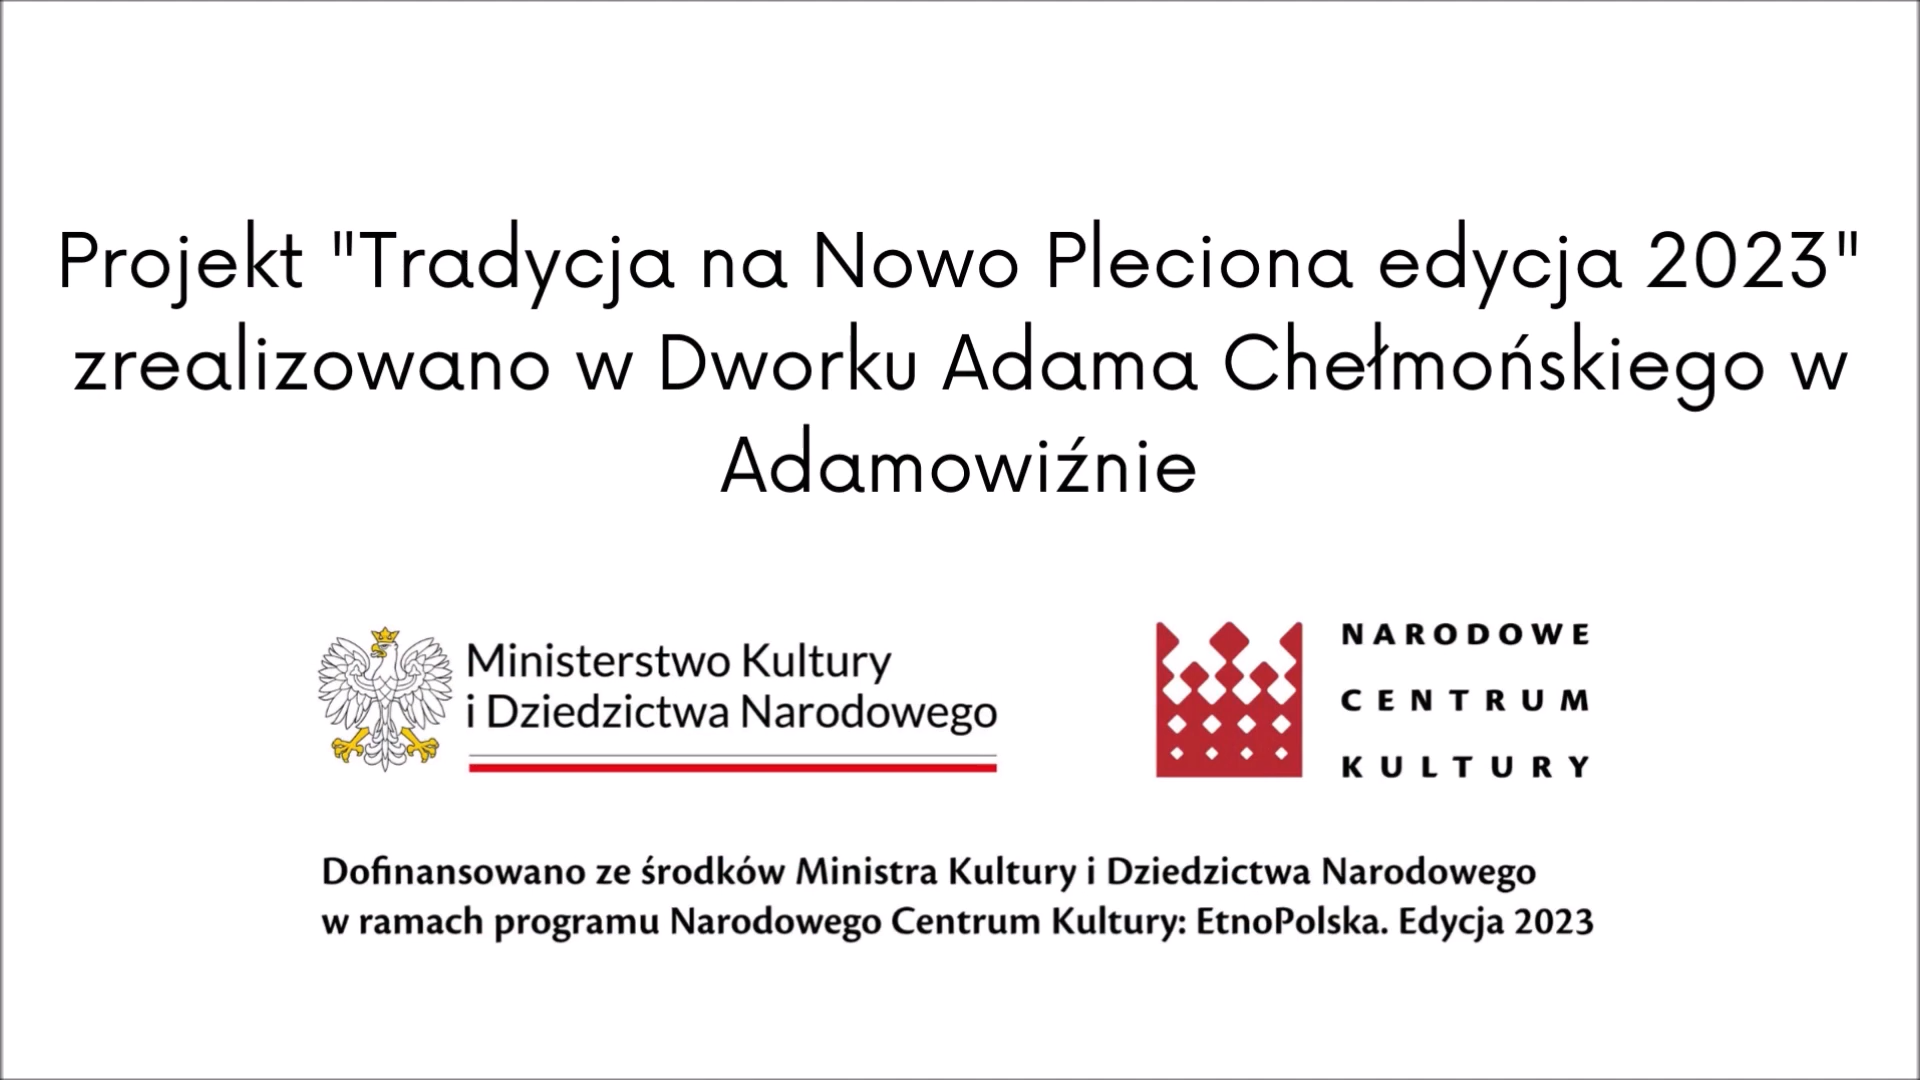 Projekt "Tradycja na Nowo Pleciona edycja 2023"
zrealizowano w Dworku Adama Chełmońskiego w
Adamowiźnie
Ministerstwo Kultury
i Dziedzictwa Narodowego
NARODOWE
CENTRUM
KULTURY
Dofinansowano ze środków Ministra Kultury i Dziedzictwa Narodowego
w ramach programu Narodowego Centrum Kultury: EtnoPolska. Edycja 2023